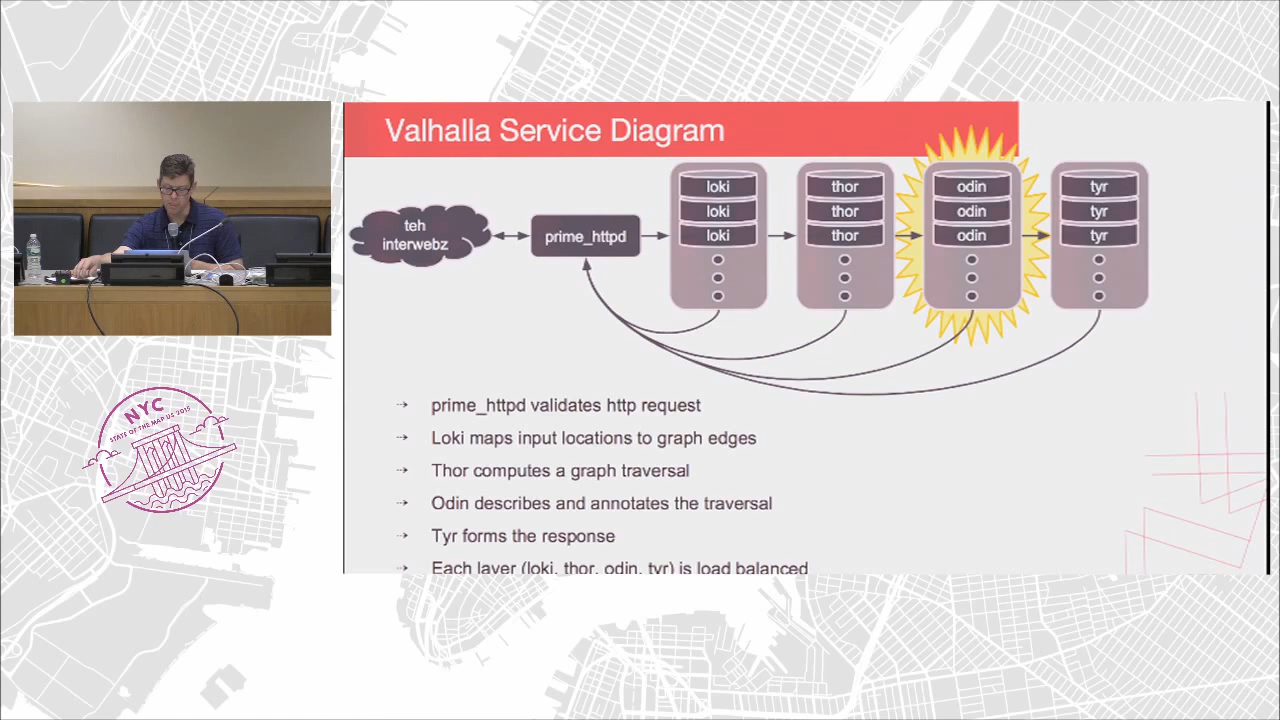 Valhalla Service Diagram
teh
interwebz
prime_httpd
loki
loki
loki
thor
thor
thor
odin
odin
odin
tyr
tyr
tyr
prime_httpd validates http request
Loki maps input locations to graph edges
Thor computes a graph traversal
Odin describes and annotates the traversal
Tyr forms the response
Each layer (loki, thor, odin, tyr) is load balanced
NYC
STATE OF THE MAP US 2015